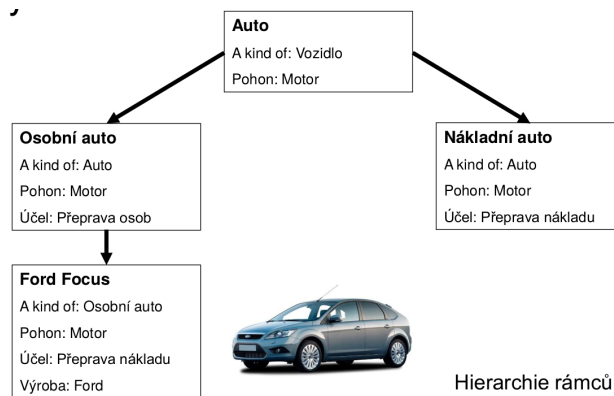 Auto
A kind of: Vozidlo
Pohon: Motor
Osobní auto
A kind of: Auto
Pohon: Motor
Účel: Přeprava osob
Nákladní auto
A kind of: Auto
Pohon: Motor
Účel: Přeprava nákladu
Ford Focus
A kind of: Osobní auto
Pohon: Motor
Účel: Přeprava nákladu
Výroba: Ford
Hierarchie rámců